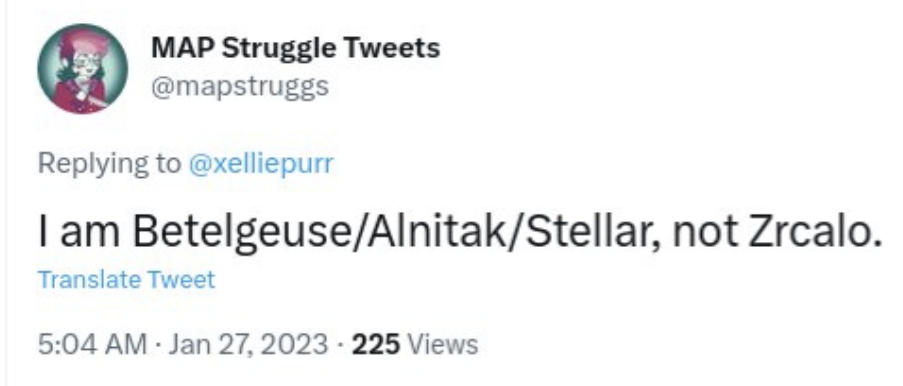 MAP Struggle Tweets
@mapstruggs
Replying to @xelliepurr
I am Betelgeuse/Alnitak/Stellar, not Zrcalo.
Translate Tweet
5:04 AM · Jan 27, 2023 · 225 Views